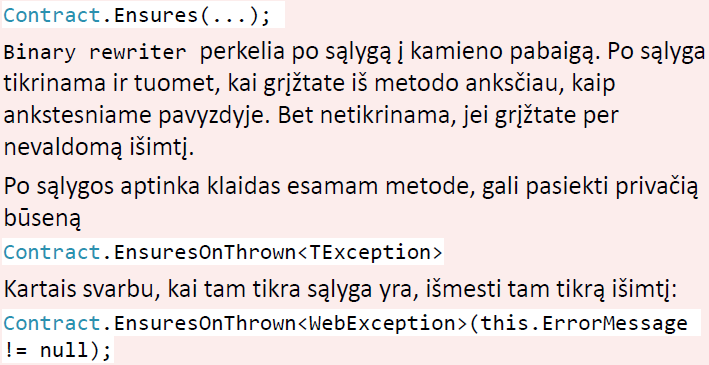 Contract.Ensures(...);
Binary rewriter perkelia po sąlygą į kamieno pabaigą. Po sąlyga
tikrinama ir tuomet, kai grįžtate iš metodo anksčiau, kaip
ankstesniame pavyzdyje. Bet netikrinama, jei grįžtate per
nevaldomą išimtį.
Po sąlygos aptinka klaidas esamam metode, gali pasiekti privačią
būseną
Contract.EnsuresOnThrown<TException>
Kartais svarbu, kai tam tikra sąlyga yra, išmesti tam tikrą išimtį:
Contract.EnsuresOnThrown<WebException>(this.ErrorMessage
!= null);